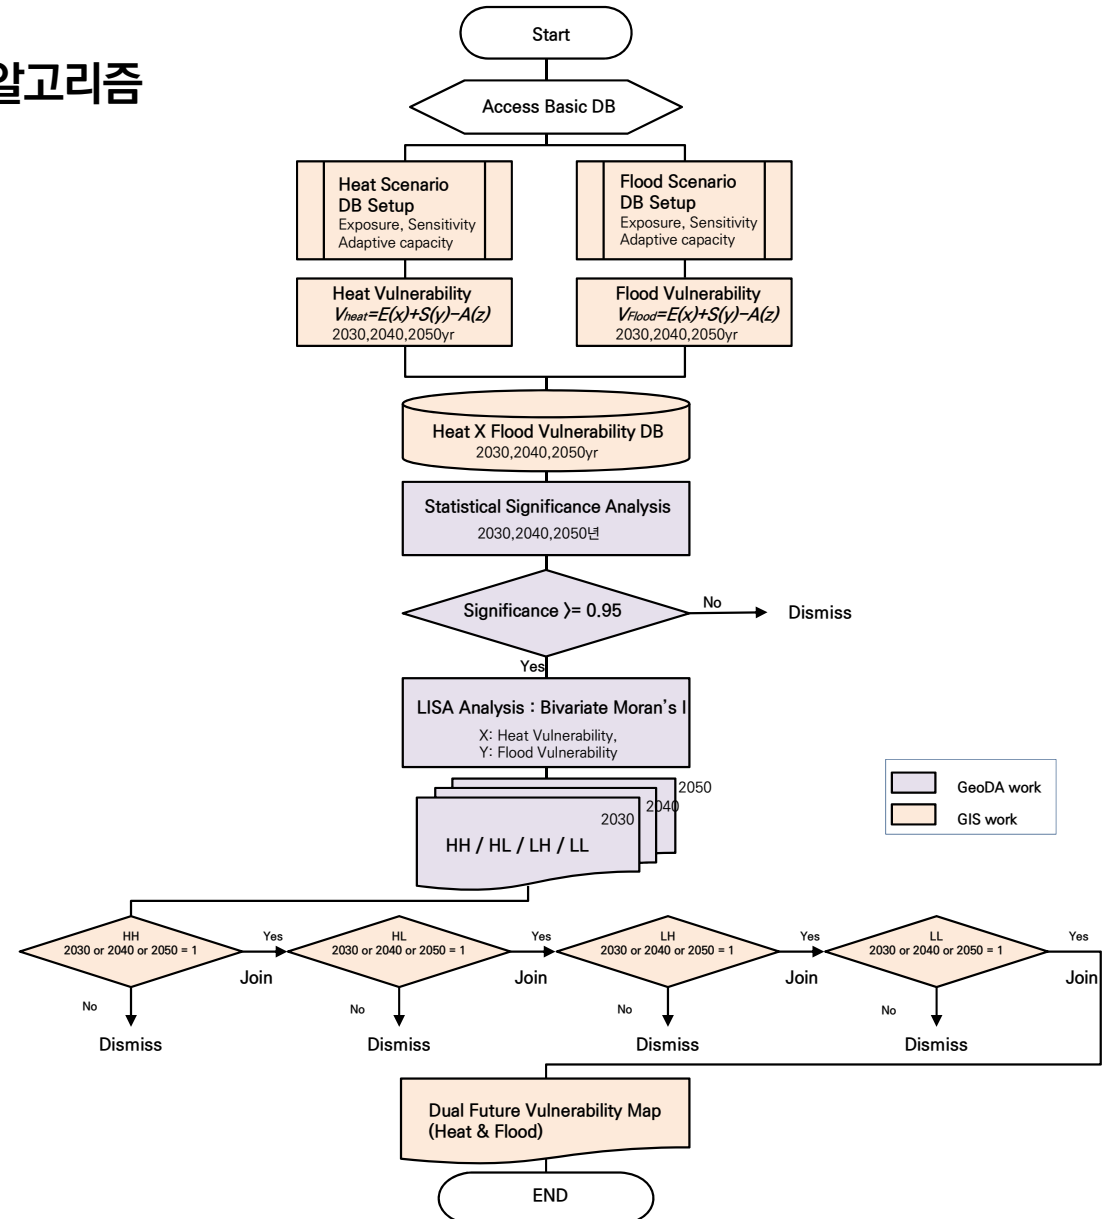 알고리즘
Start
Access Basic DB
Heat Scenario
DB Setup
Exposure, Sensitivity
Adaptive capacity
Flood Scenario
DB Setup
Exposure, Sensitivity
Adaptive capacity
Heat Vulnerability
Vheat=E(x)+S(y)-A(z)
2030,2040,2050yr
Flood Vulnerability
VFlood=E(x)+S(y)-A(z)
2030,2040,2050yr
Heat X Flood Vulnerability DB
2030,2040,2050yr
Statistical Significance Analysis
2030,2040,2050년
Significance >= 0.95
No
Dismiss
Yes
LISA Analysis : Bivariate Moran's I
X: Heat Vulnerability,
Y: Flood Vulnerability
2050
2040
2030
HH / HL / LH / LL
GeoDA work
GIS work
HH
2030 or 2040 or 2050 = 1
Yes
Join
No
Dismiss
HL
2030 or 2040 or 2050 = 1
Yes
Join
No
Dismiss
LH
2030 or 2040 or 2050 = 1
Yes
Join
No
Dismiss
LL
2030 or 2040 or 2050 = 1
Yes
Join
No
Dismiss
Dual Future Vulnerability Map
(Heat & Flood)
END